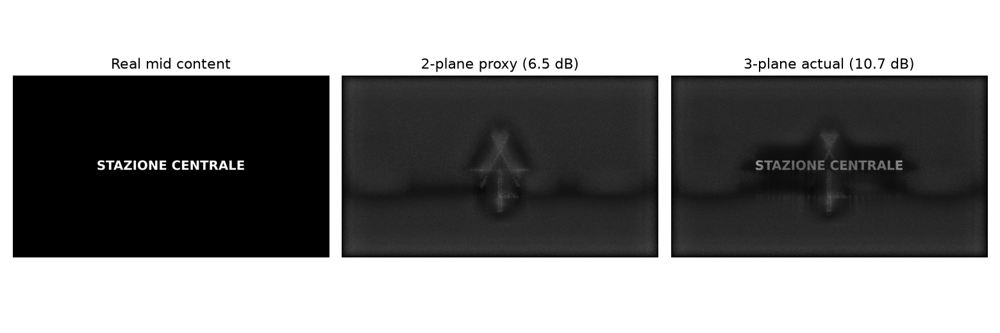 Real mid content
2-plane proxy (6.5 dB)
3-plane actual (10.7 dB)
STAZIONE CENTRALE
STAZIONE CENTRALE